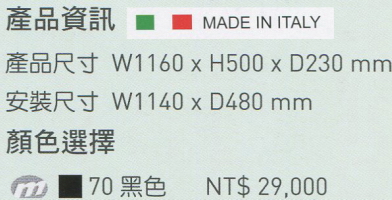 產品資訊 MADE IN ITALY
產品尺寸 W1160 x H500 x D230 mm
安裝尺寸 W1140 x D480 mm
顏色選擇
m 70 黑色 NT$ 29,000